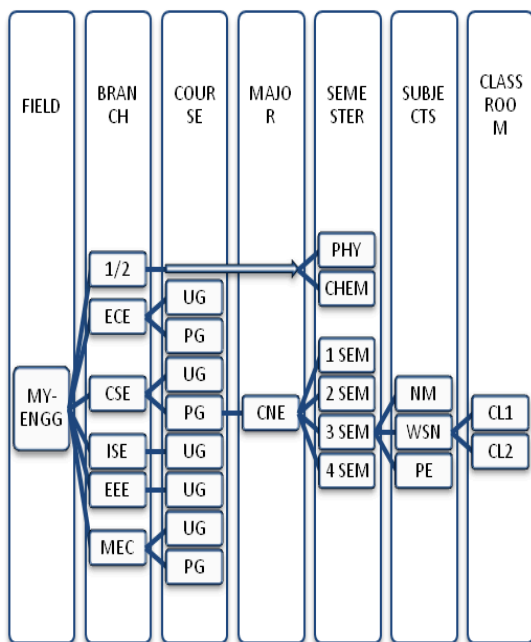 FIELD
BRAN
CH
COUR
SE
MAJO
R
SEME
STER
SUBJE
CTS
CLASS
ROO
M
MY-
ENGG
1/2
ECE
CSE
ISE
EEE
MEC
UG
PG
UG
PG
UG
UG
UG
PG
CNE
PHY
CHEM
1 SEM
2 SEM
3 SEM
4 SEM
NM
WSN
PE
CL1
CL2